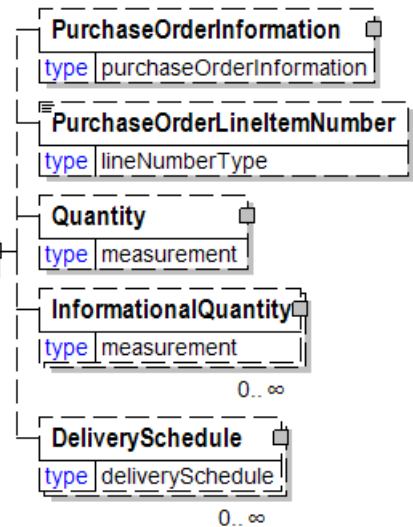 PurchaseOrderInformation
type purchaseOrderInformation
PurchaseOrderLineItemNumber
type lineNumberType
Quantity
type measurement
InformationalQuantity
type measurement
0.. ∞
DeliverySchedule
type deliverySchedule
0.. ∞